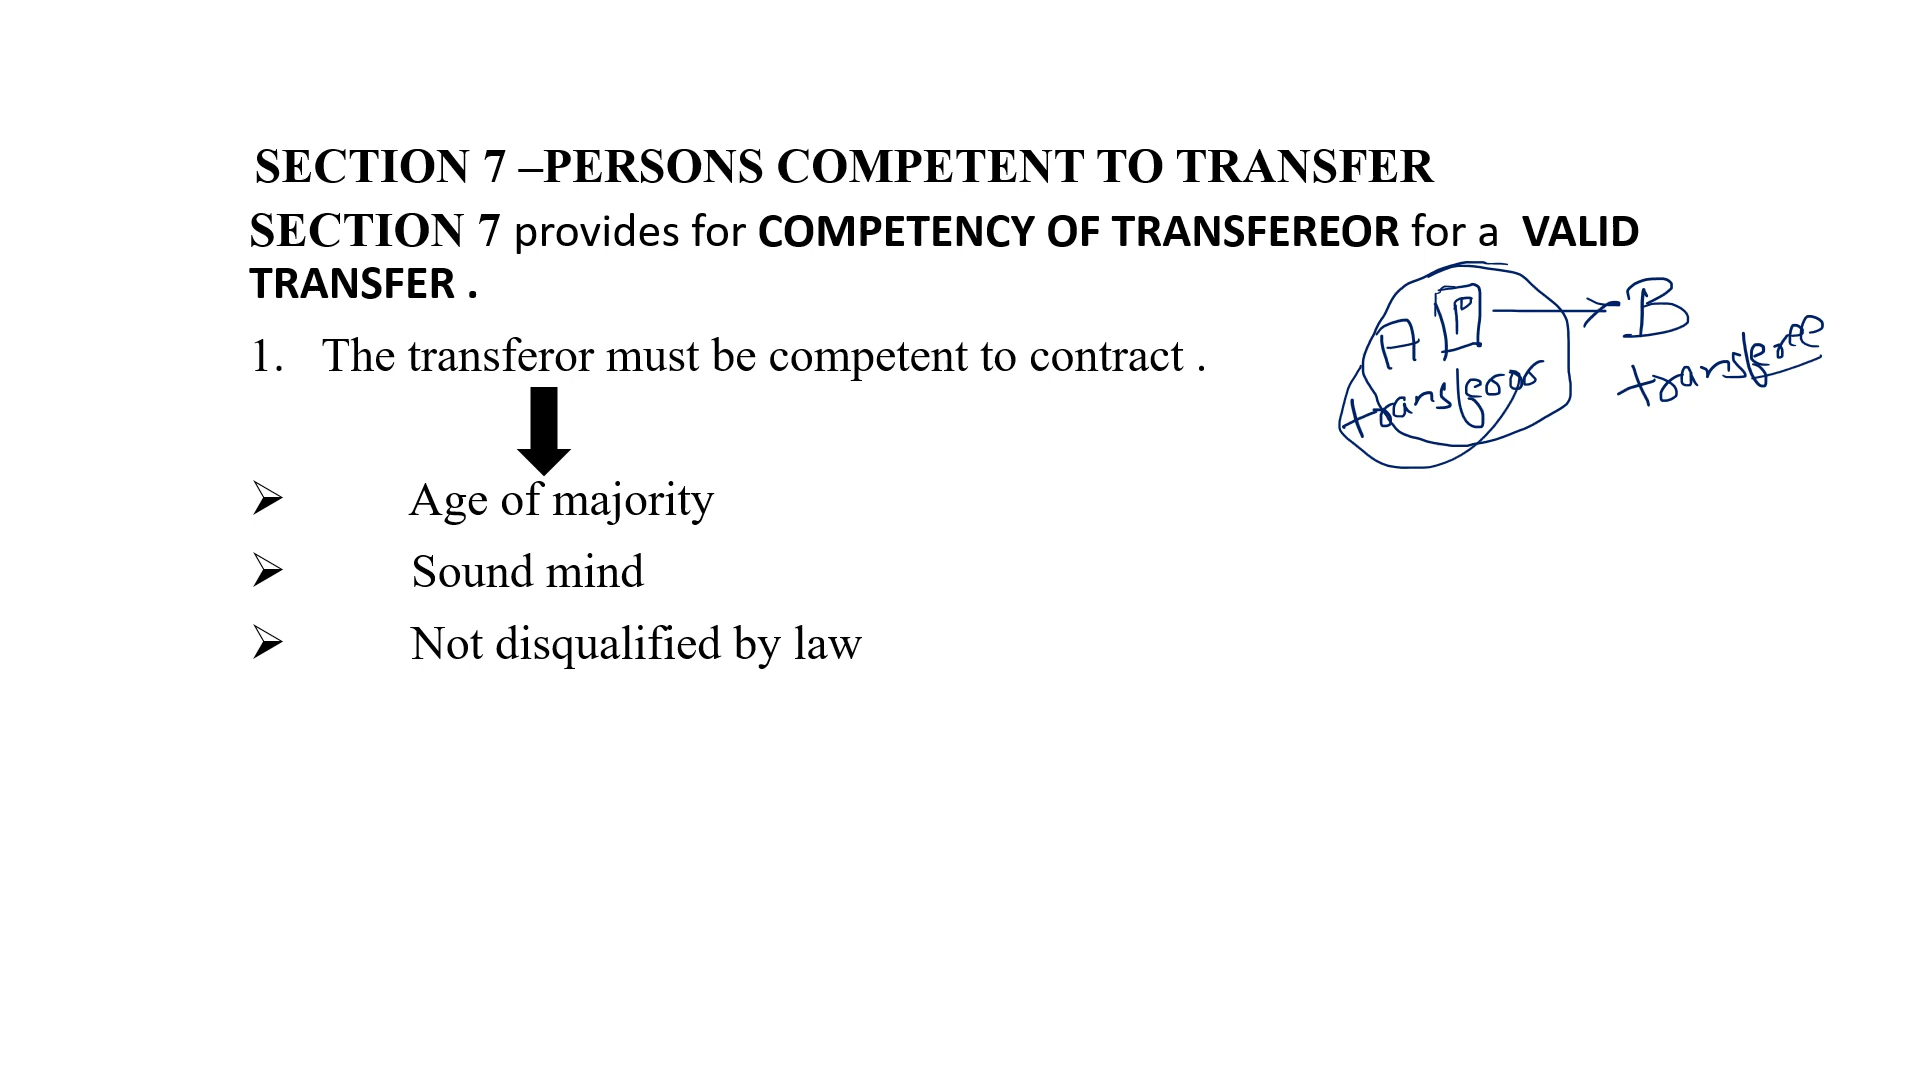 SECTION 7 –PERSONS COMPETENT TO TRANSFER
SECTION 7 provides for COMPETENCY OF TRANSFEREOR for a VALID
TRANSFER .
A P B
transferor transferee
1. The transferor must be competent to contract .
➢ Age of majority
➢ Sound mind
➢ Not disqualified by law